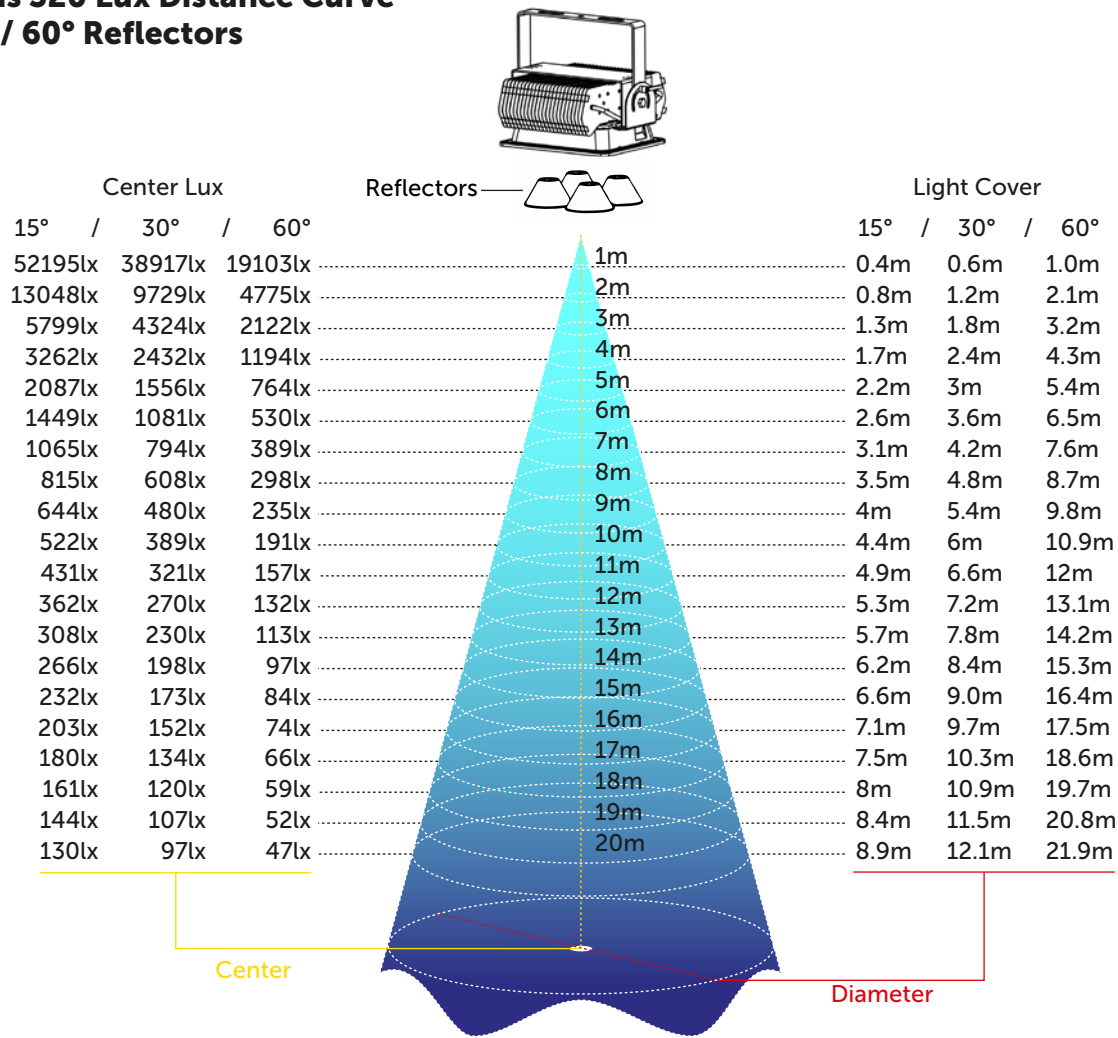 320 Lux Distance Curve
/ 60° Reflectors
Center Lux
Reflectors
Light Cover
15° / 30° / 60°
15° / 30° / 60°
52195lx 38917lx 19103lx 1m 0.4m 0.6m 1.0m
13048lx 9729lx 4775lx 2m 0.8m 1.2m 2.1m
5799lx 4324lx 2122lx 3m 1.3m 1.8m 3.2m
3262lx 2432lx 1194lx 4m 1.7m 2.4m 4.3m
2087lx 1556lx 764lx 5m 2.2m 3m 5.4m
1449lx 1081lx 530lx 6m 2.6m 3.6m 6.5m
1065lx 794lx 389lx 7m 3.1m 4.2m 7.6m
815lx 608lx 298lx 8m 3.5m 4.8m 8.7m
644lx 480lx 235lx 9m 4m 5.4m 9.8m
522lx 389lx 191lx 10m 4.4m 6m 10.9m
431lx 321lx 157lx 11m 4.9m 6.6m 12m
362lx 270lx 132lx 12m 5.3m 7.2m 13.1m
308lx 230lx 113lx 13m 5.7m 7.8m 14.2m
266lx 198lx 97lx 14m 6.2m 8.4m 15.3m
232lx 173lx 84lx 15m 6.6m 9.0m 16.4m
203lx 152lx 74lx 16m 7.1m 9.7m 17.5m
180lx 134lx 66lx 17m 7.5m 10.3m 18.6m
161lx 120lx 59lx 18m 8m 10.9m 19.7m
144lx 107lx 52lx 19m 8.4m 11.5m 20.8m
130lx 97lx 47lx 20m 8.9m 12.1m 21.9m
Center
Diameter